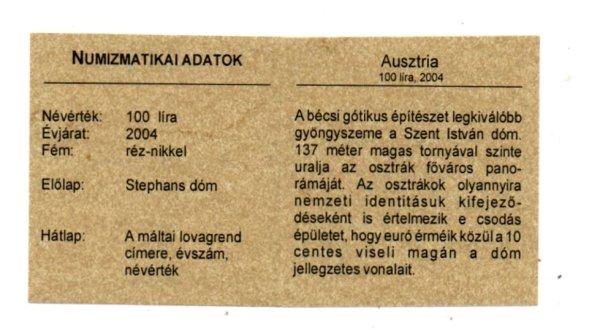 NUMIZMATIKAI ADATOK
Névérték: 100 líra
Évjárat: 2004
Fém: réz-nikkel
Előlap: Stephans dóm
Hátlap: A máltai lovagrend
címere, évszám,
névérték
Ausztria
100 líra, 2004
A bécsi gótikus építészet legkiválóbb
gyöngyszeme a Szent István dóm.
137 méter magas tornyával szinte
uralja az osztrák főváros pano-
rámáját. Az osztrákok olyannyira
nemzeti identitásuk kifejező-
déseként is értelmezik e csodás
épületet, hogy euró érméik közül a 10
centes viseli magán a dóm
jellegzetes vonalait.